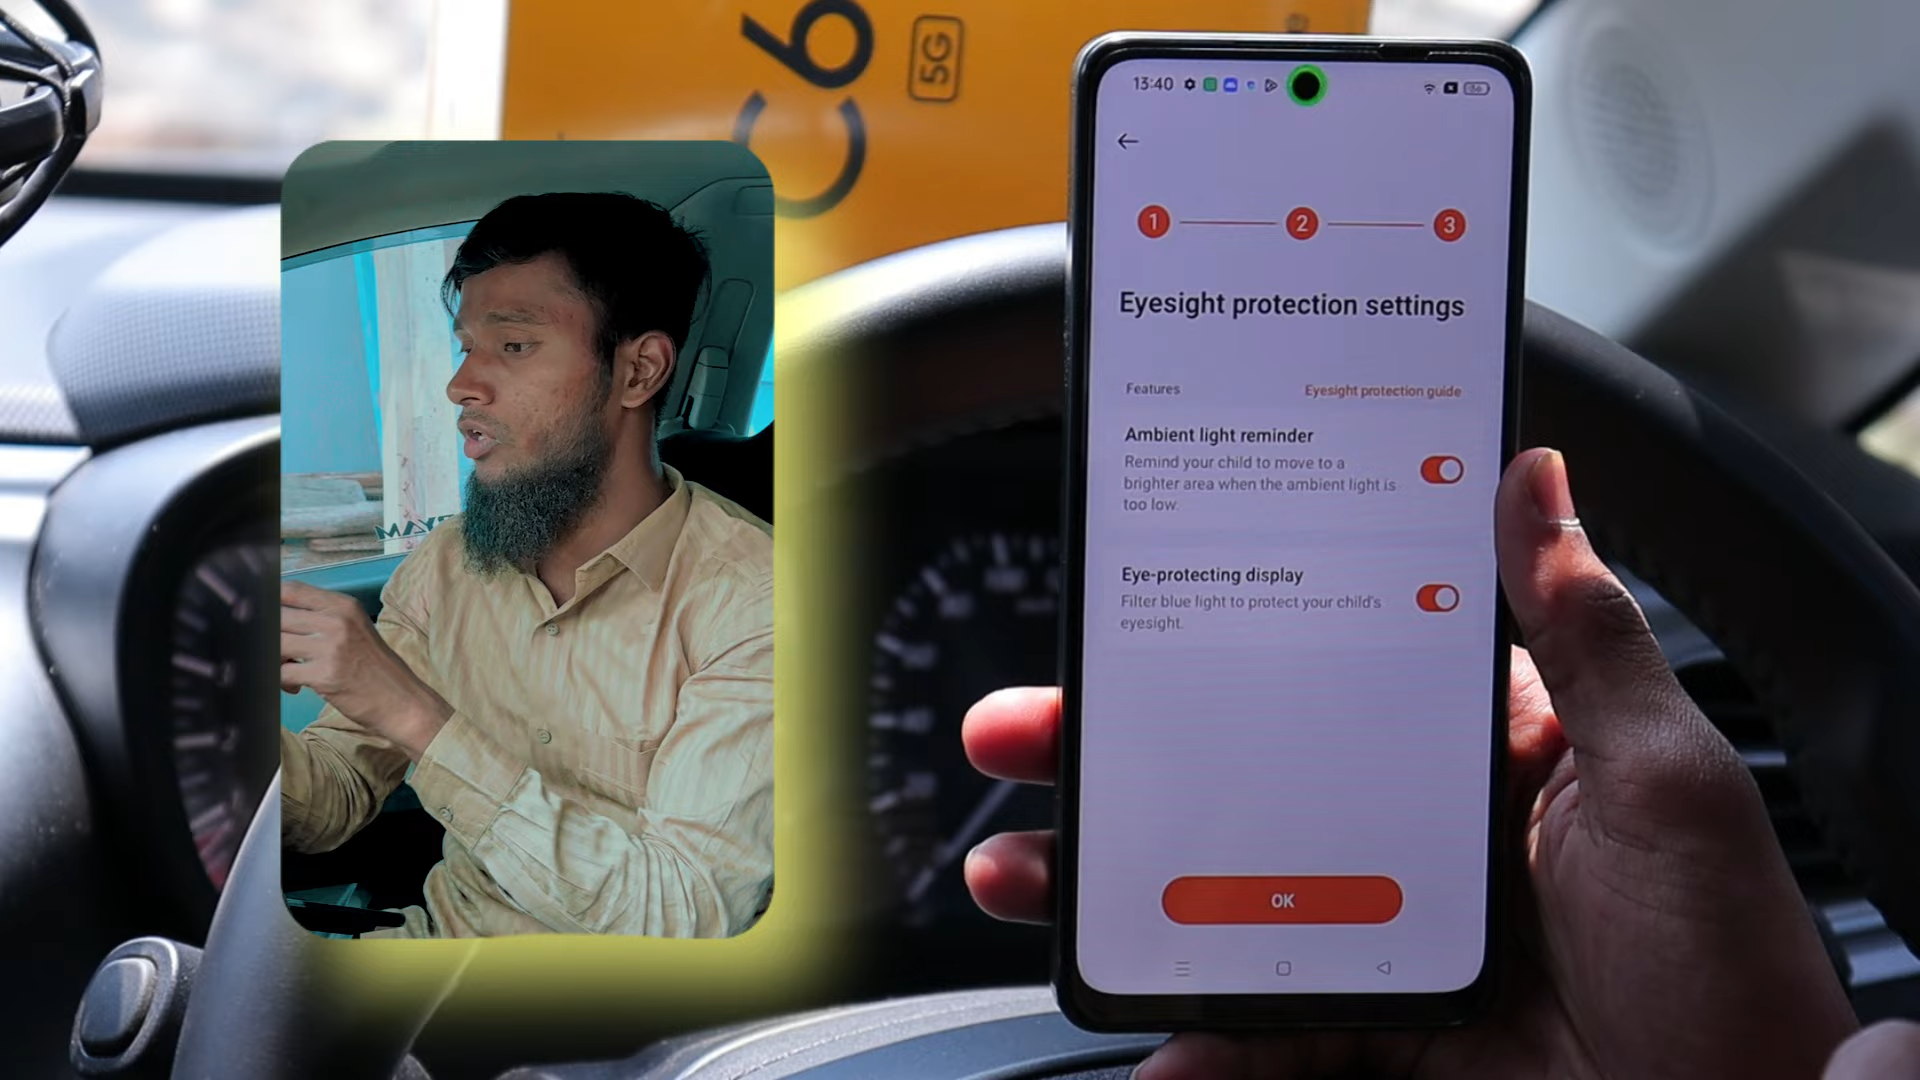 C6
5G
13:40
1
2
3
Eyesight protection settings
Features
Eyesight protection guide
Ambient light reminder
Remind your child to move to a
brighter area when the ambient light is
too low.
Eye-protecting display
Filter blue light to protect your child's
eyesight.
OK